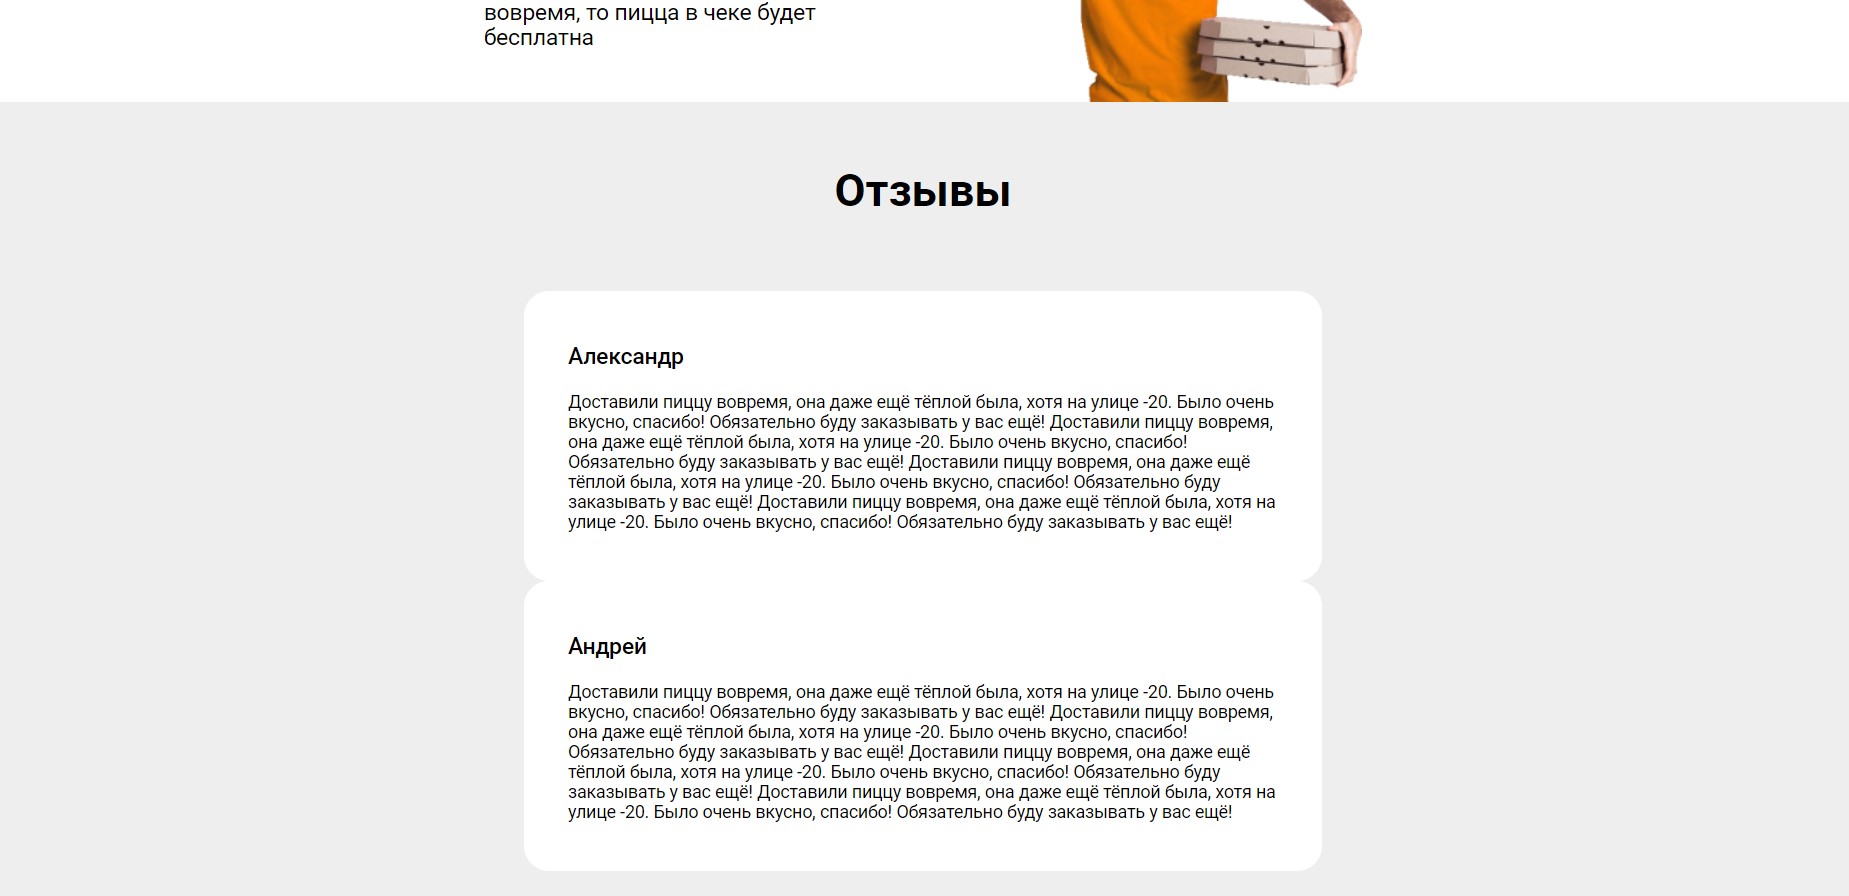 вовремя, то пицца в чеке будет
бесплатна
Отзывы
Александр
Доставили пиццу вовремя, она даже ещё тёплой была, хотя на улице -20. Было очень
вкусно, спасибо! Обязательно буду заказывать у вас ещё! Доставили пиццу вовремя,
она даже ещё тёплой была, хотя на улице -20. Было очень вкусно, спасибо!
Обязательно буду заказывать у вас ещё! Доставили пиццу вовремя, она даже ещё
тёплой была, хотя на улице -20. Было очень вкусно, спасибо! Обязательно буду
заказывать у вас ещё! Доставили пиццу вовремя, она даже ещё тёплой была, хотя на
улице -20. Было очень вкусно, спасибо! Обязательно буду заказывать у вас ещё!
Андрей
Доставили пиццу вовремя, она даже ещё тёплой была, хотя на улице -20. Было очень
вкусно, спасибо! Обязательно буду заказывать у вас ещё! Доставили пиццу вовремя,
она даже ещё тёплой была, хотя на улице -20. Было очень вкусно, спасибо!
Обязательно буду заказывать у вас ещё! Доставили пиццу вовремя, она даже ещё
тёплой была, хотя на улице -20. Было очень вкусно, спасибо! Обязательно буду
заказывать у вас ещё! Доставили пиццу вовремя, она даже ещё тёплой была, хотя на
улице -20. Было очень вкусно, спасибо! Обязательно буду заказывать у вас ещё!